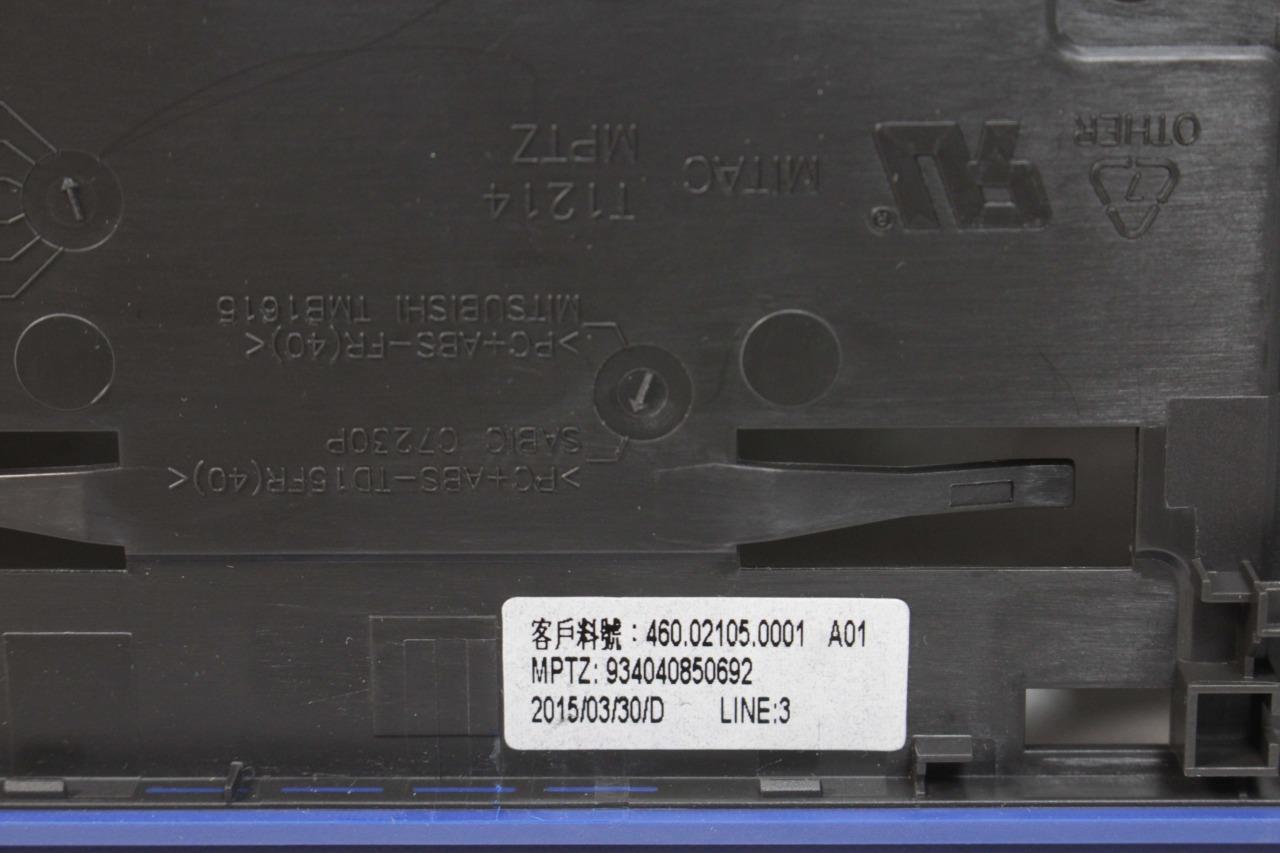 OTHER
7
MITAC
MPTZ
T1214
MITSUBISHI TMB1615
>PC+ABS-FR(40)<
SABIC C7230P
>PC+ABS-TD15FR(40)<
客戶料號：460.02105.0001 A01
MPTZ: 934040850692
2015/03/30/D LINE:3